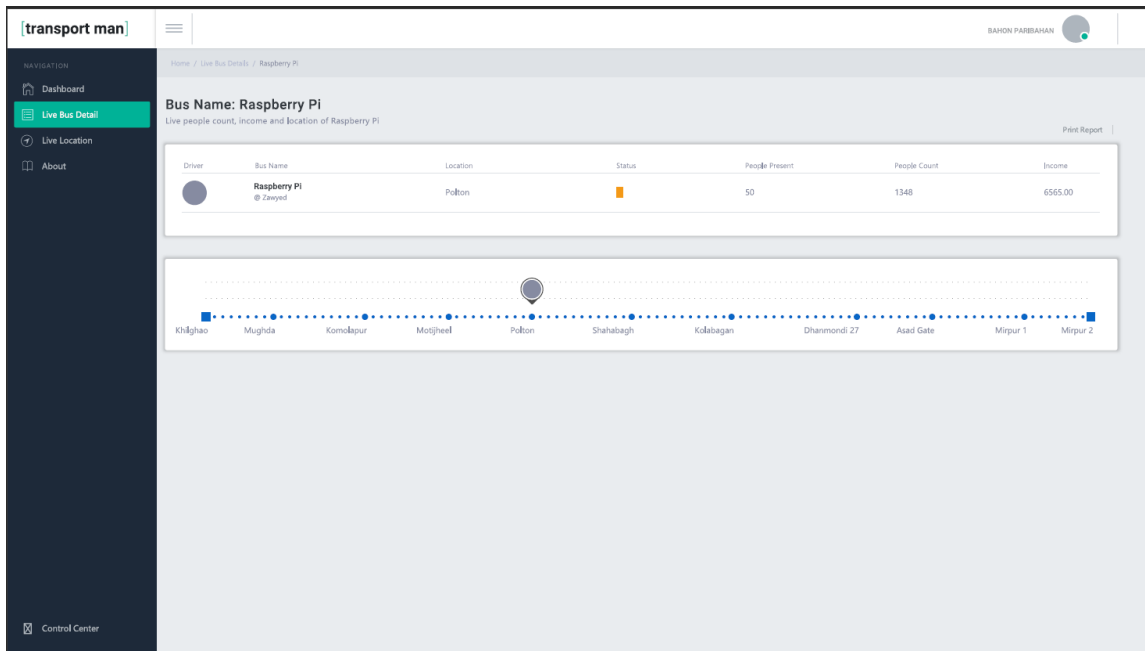 [transport man]
BAHON PARIBAHAN
NAVIGATION
Dashboard
Live Bus Detail
Live Location
About
Control Center
Home / Live Bus Details / Raspberry Pi
Bus Name: Raspberry Pi
Live people count, income and location of Raspberry Pi
Print Report
Driver Bus Name Location Status People Present People Count Income
Raspberry Pi
@ Zawyed
Polton 50 1348 6565.00
Khilghao Mughda Komolapur Motijheel Polton Shahabagh Kolabagan Dhanmondi 27 Asad Gate Mirpur 1 Mirpur 2